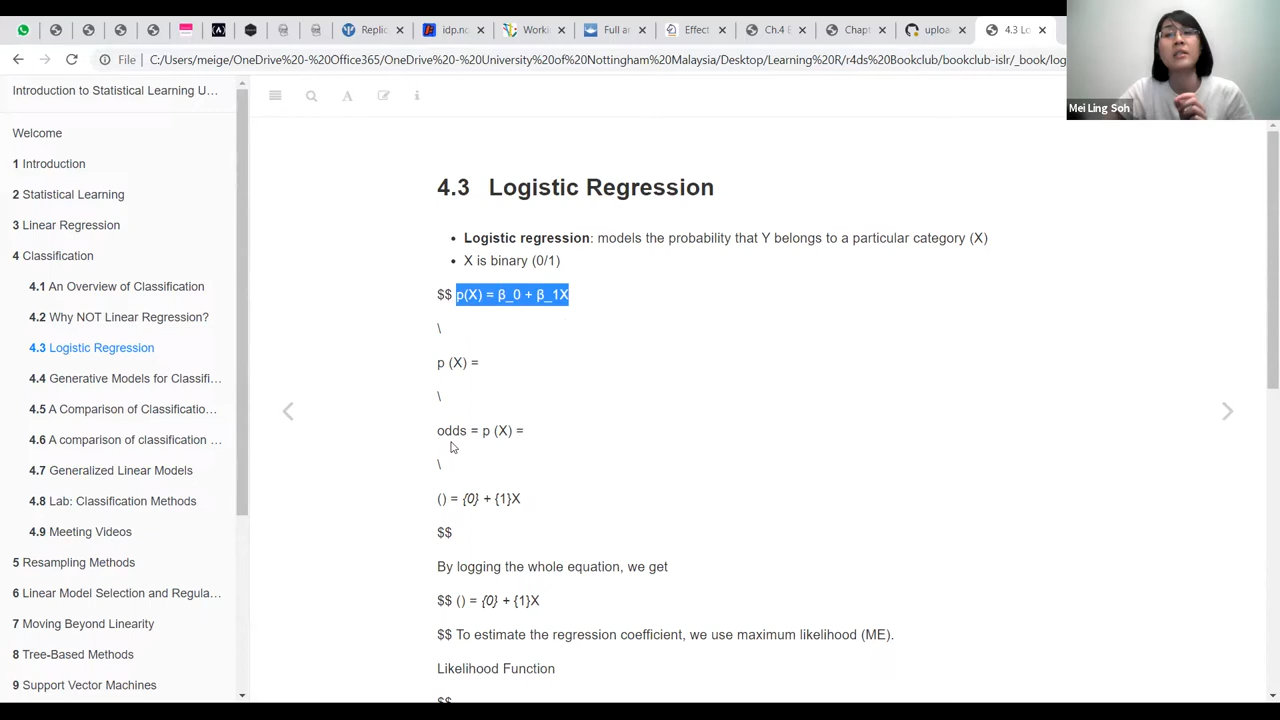 Replic
idp.nc
Workin
Full ar
Effect
Ch.4 E
Chapt
uploa
4.3 Lo
File
C:/Users/meige/OneDrive%20-%20Office365/OneDrive%20-%20University%20of%20Nottingham%20Malaysia/Desktop/Learning%20R/r4ds%20Bookclub/bookclub-islr/_book/log
Mei Ling Soh
Introduction to Statistical Learning U...
Welcome
1 Introduction
2 Statistical Learning
3 Linear Regression
4 Classification
4.1 An Overview of Classification
4.2 Why NOT Linear Regression?
4.3 Logistic Regression
4.4 Generative Models for Classifi...
4.5 A Comparison of Classificatio...
4.6 A comparison of classification ...
4.7 Generalized Linear Models
4.8 Lab: Classification Methods
4.9 Meeting Videos
5 Resampling Methods
6 Linear Model Selection and Regula...
7 Moving Beyond Linearity
8 Tree-Based Methods
9 Support Vector Machines
4.3 Logistic Regression
• Logistic regression: models the probability that Y belongs to a particular category (X)
• X is binary (0/1)
$$ p(X) = β_0 + β_1X
\
p (X) =
\
odds = p (X) =
\
() = {0} + {1}X
$$
By logging the whole equation, we get
$$ () = {0} + {1}X
$$ To estimate the regression coefficient, we use maximum likelihood (ME).
Likelihood Function
$$